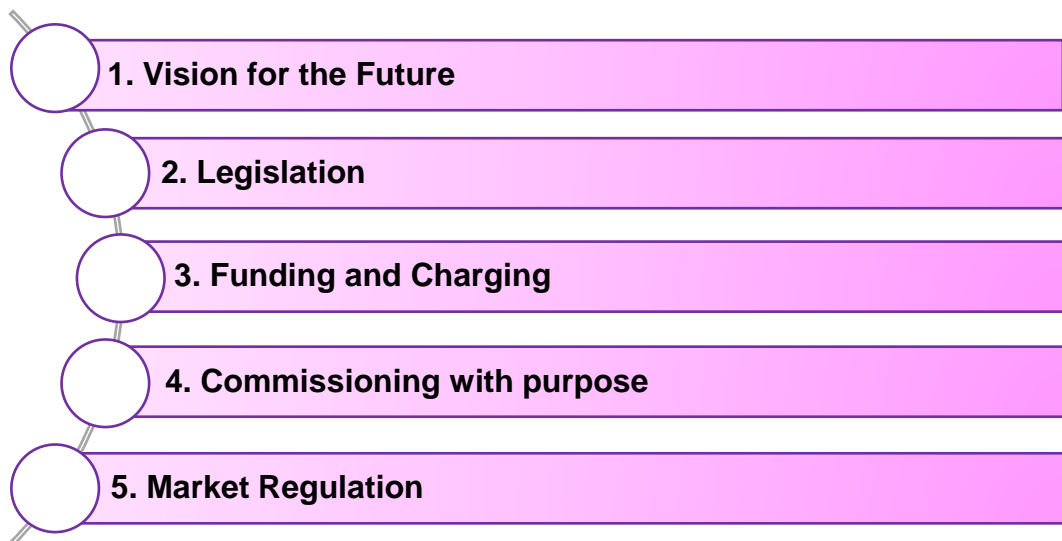 1. Vision for the Future
2. Legislation
3. Funding and Charging
4. Commissioning with purpose
5. Market Regulation